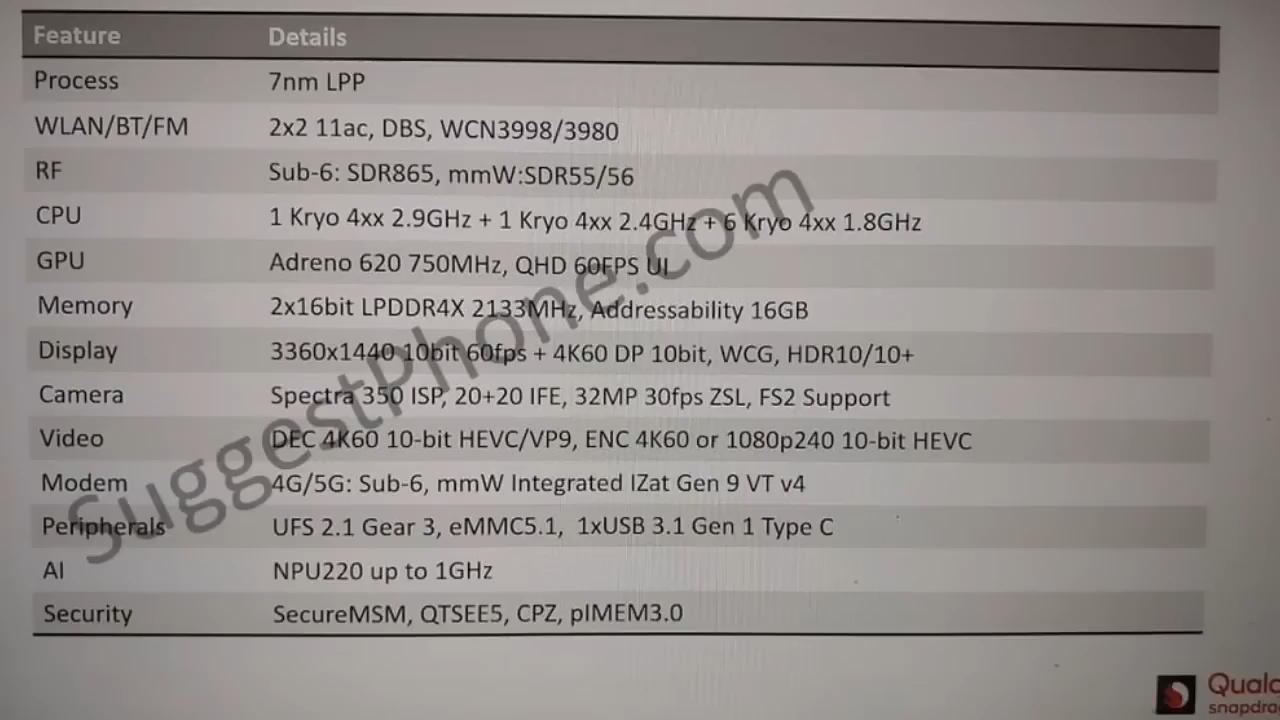 Feature Details
Process 7nm LPP
WLAN/BT/FM 2x2 11ac, DBS, WCN3998/3980
RF Sub-6: SDR865, mmW:SDR55/56
CPU 1 Kryo 4xx 2.9GHz + 1 Kryo 4xx 2.4GHz + 6 Kryo 4xx 1.8GHz
GPU Adreno 620 750MHz, QHD 60FPS UI
Memory 2x16bit LPDDR4X 2133MHz, Addressability 16GB
Display 3360x1440 10bit 60fps + 4K60 DP 10bit, WCG, HDR10/10+
Camera Spectra 350 ISP, 20+20 IFE, 32MP 30fps ZSL, FS2 Support
Video DEC 4K60 10-bit HEVC/VP9, ENC 4K60 or 1080p240 10-bit HEVC
Modem 4G/5G: Sub-6, mmW Integrated IZat Gen 9 VT v4
Peripherals UFS 2.1 Gear 3, eMMC5.1, 1xUSB 3.1 Gen 1 Type C
AI NPU220 up to 1GHz
Security SecureMSM, QTSEE5, CPZ, pIMEM3.0
SuggestPhone.com
Qualc
snapdra